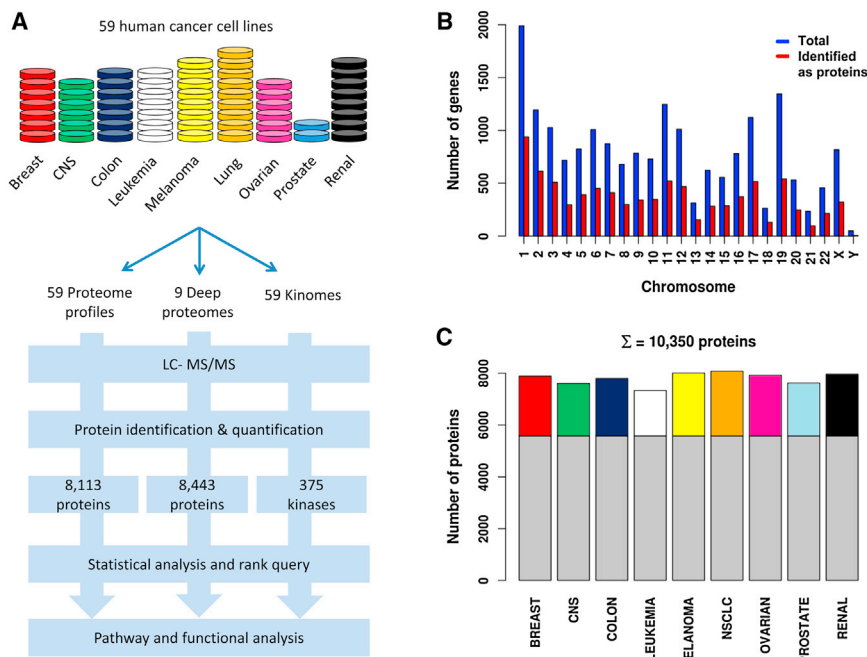 A
59 human cancer cell lines
Breast
CNS
Colon
Leukemia
Melanoma
Lung
Ovarian
Prostate
Renal
59 Proteome
profiles
9 Deep
proteomes
59 Kinomes
LC- MS/MS
Protein identification & quantification
8,113
proteins
8,443
proteins
375
kinases
Statistical analysis and rank query
Pathway and functional analysis
B
Number of genes
2000
1500
1000
500
0
Total
Identified
as proteins
1
2
3
4
5
6
7
8
9
10
11
12
13
14
15
16
17
18
19
20
21
22
X
Y
Chromosome
C
Σ = 10,350 proteins
Number of proteins
8000
6000
4000
2000
0
BREAST
CNS
COLON
EUKEMIA
ELANOMA
NSCLC
OVARIAN
ROSTATE
RENAL